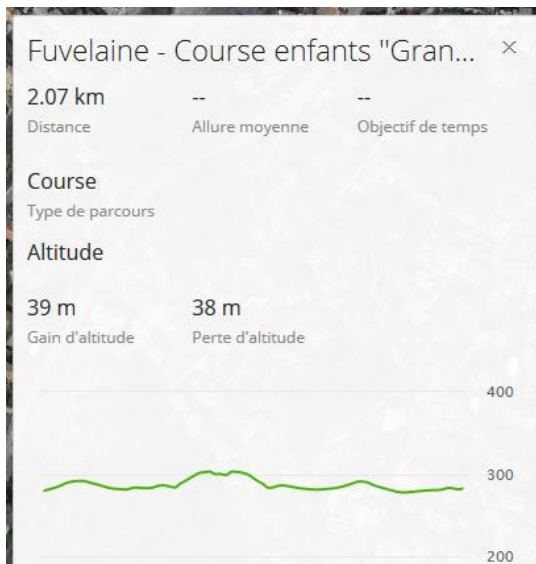 Fuvelaine - Course enfants "Gran...
2.07 km -- --
Distance Allure moyenne Objectif de temps
Course
Type de parcours
Altitude
39 m 38 m
Gain d'altitude Perte d'altitude
400
300
200